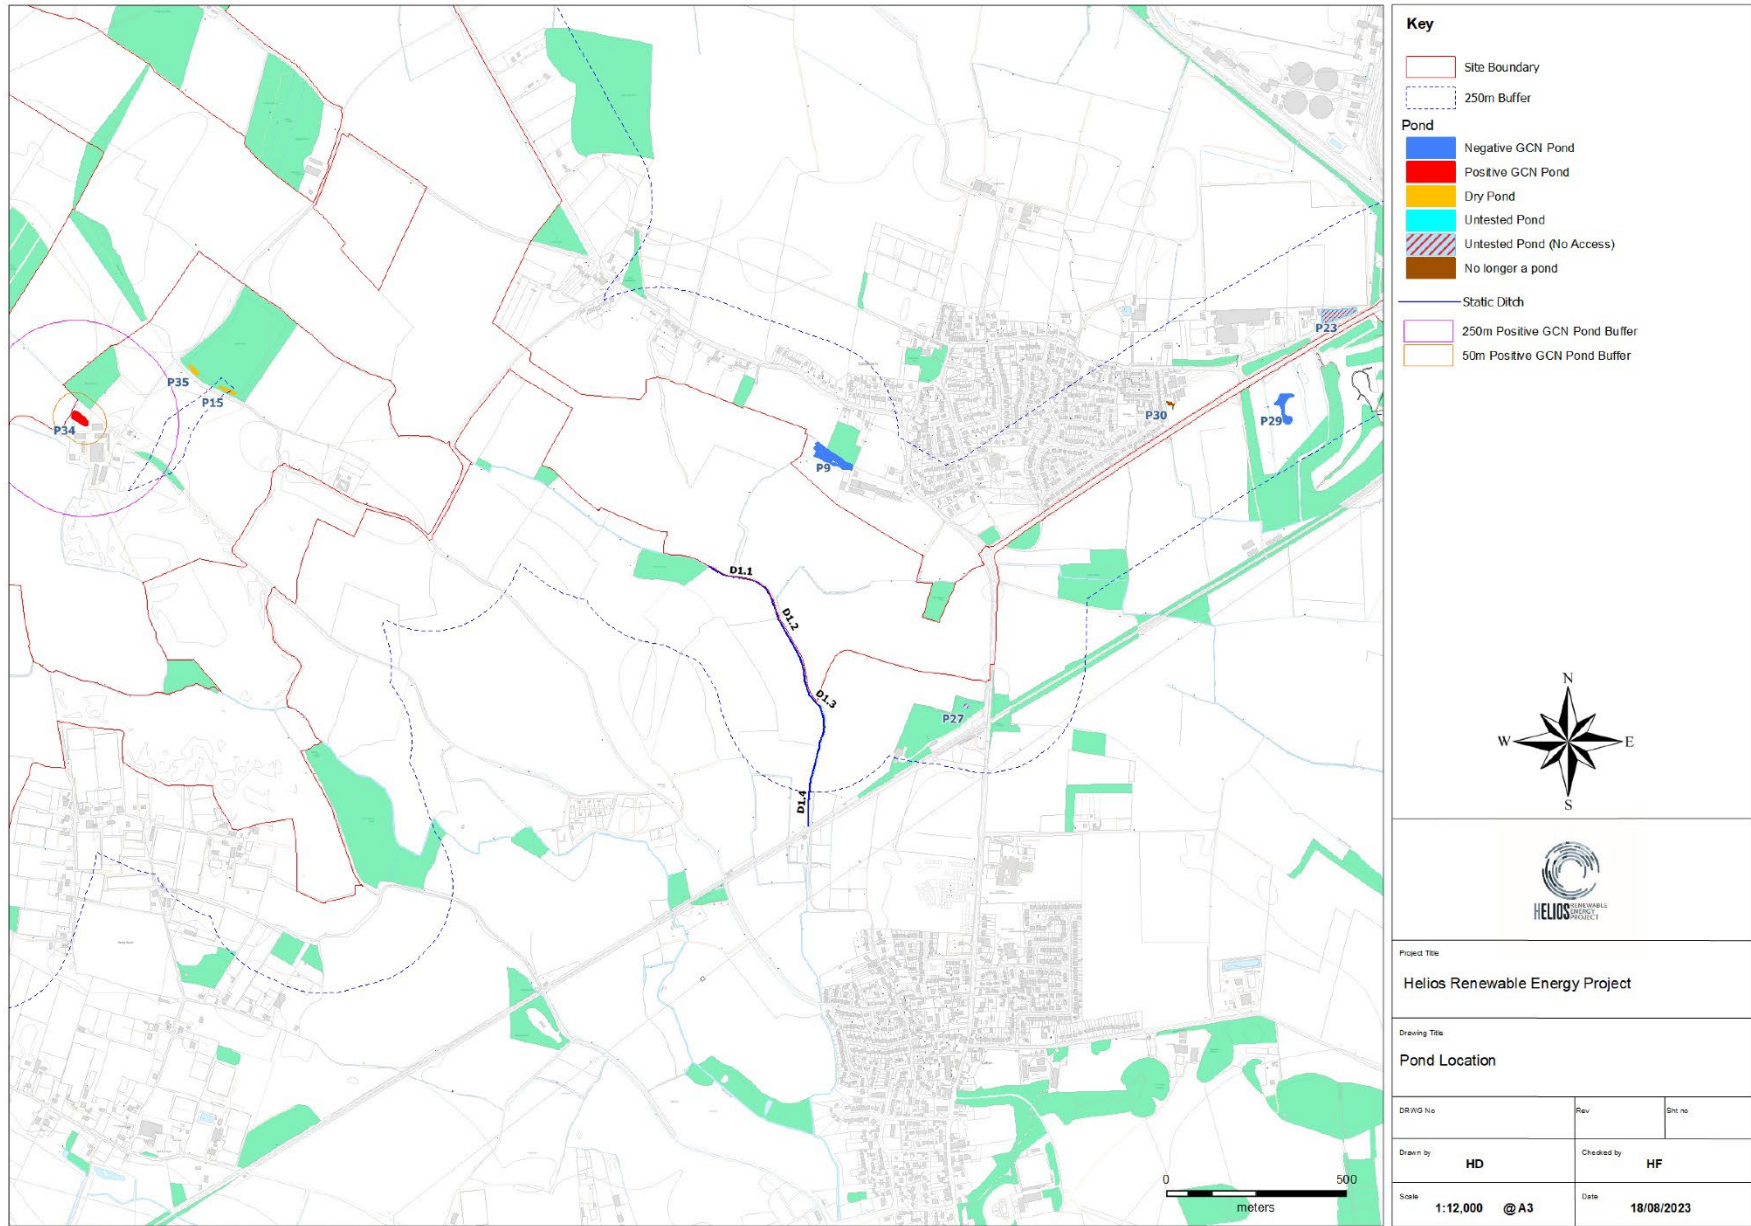 P35
P15
P34
P9
P30
P29
P23
D1.1
D1.2
D1.3
D1.4
P27
0 500
meters
Key
Site Boundary
250m Buffer
Pond
Negative GCN Pond
Positive GCN Pond
Dry Pond
Untested Pond
Untested Pond (No Access)
No longer a pond
Static Ditch
250m Positive GCN Pond Buffer
50m Positive GCN Pond Buffer
N
W E
S
HELIOS RENEWABLE
ENERGY
PROJECT
Project Title
Helios Renewable Energy Project
Drawing Title
Pond Location
DRWG No Rev Sht no
Drawn by Checked by
HD HF
Scale Date
1:12,000 @ A3 18/08/2023